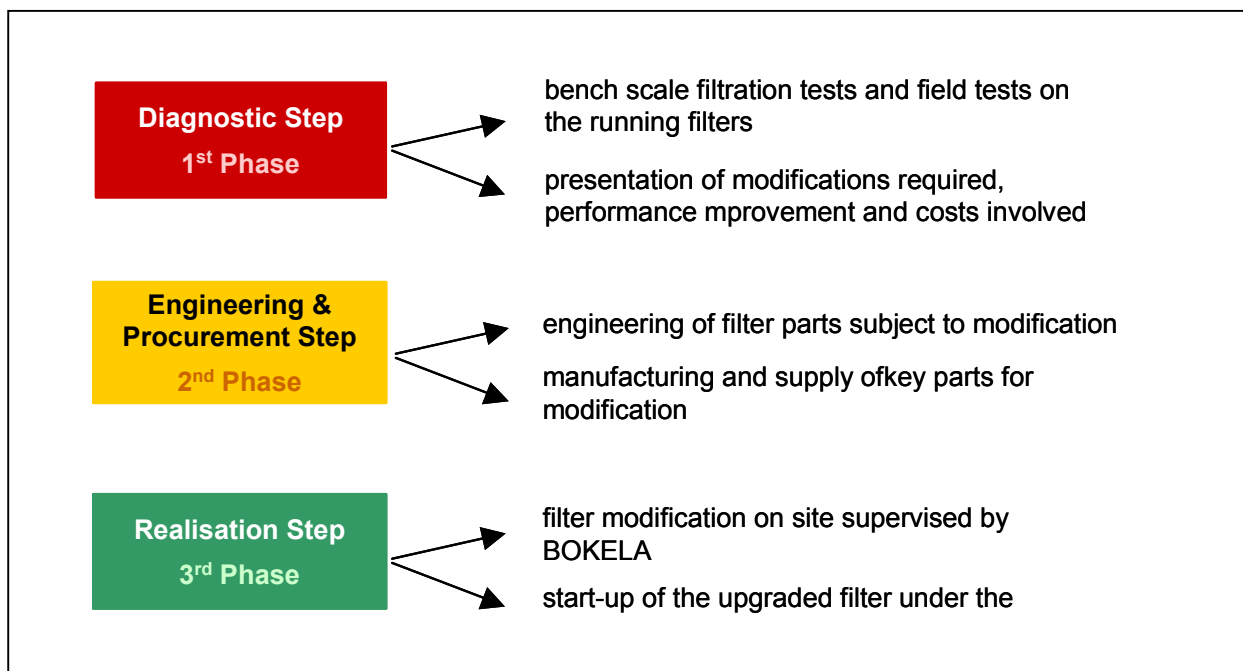 Diagnostic Step
1st Phase
bench scale filtration tests and field tests on
the running filters
presentation of modifications required,
performance mprovement and costs involved
Engineering &
Procurement Step
2nd Phase
engineering of filter parts subject to modification
manufacturing and supply ofkey parts for
modification
Realisation Step
3rd Phase
filter modification on site supervised by
BOKELA
start-up of the upgraded filter under the